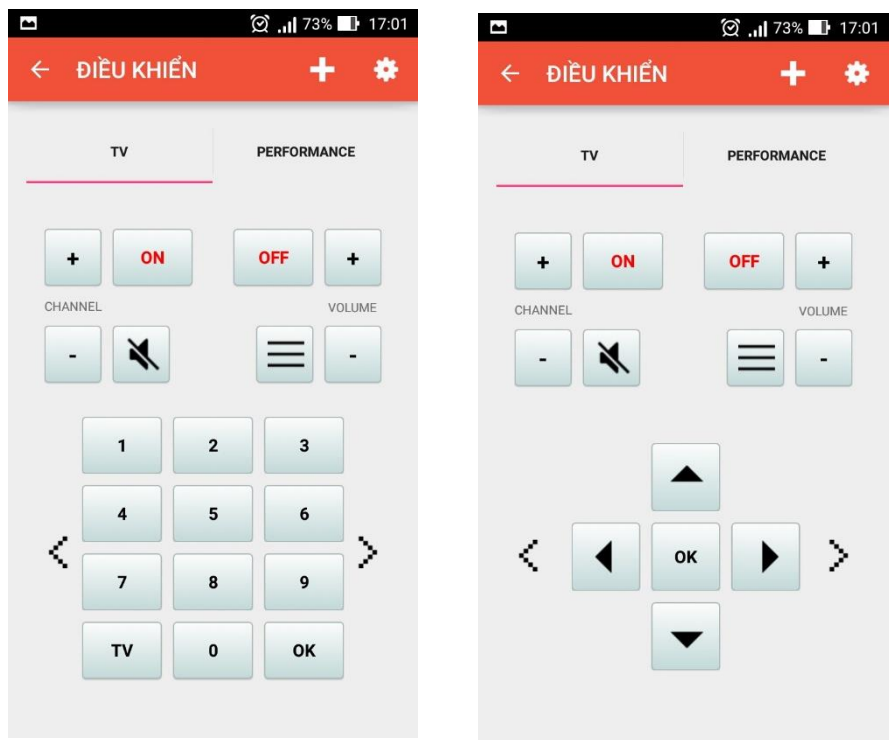 73% 17:01
ĐIỀU KHIỂN
TV PERFORMANCE
+ ON OFF +
CHANNEL VOLUME
- -
1 2 3
4 5 6
7 8 9
TV 0 OK
73% 17:01
ĐIỀU KHIỂN
TV PERFORMANCE
+ ON OFF +
CHANNEL VOLUME
- -
OK